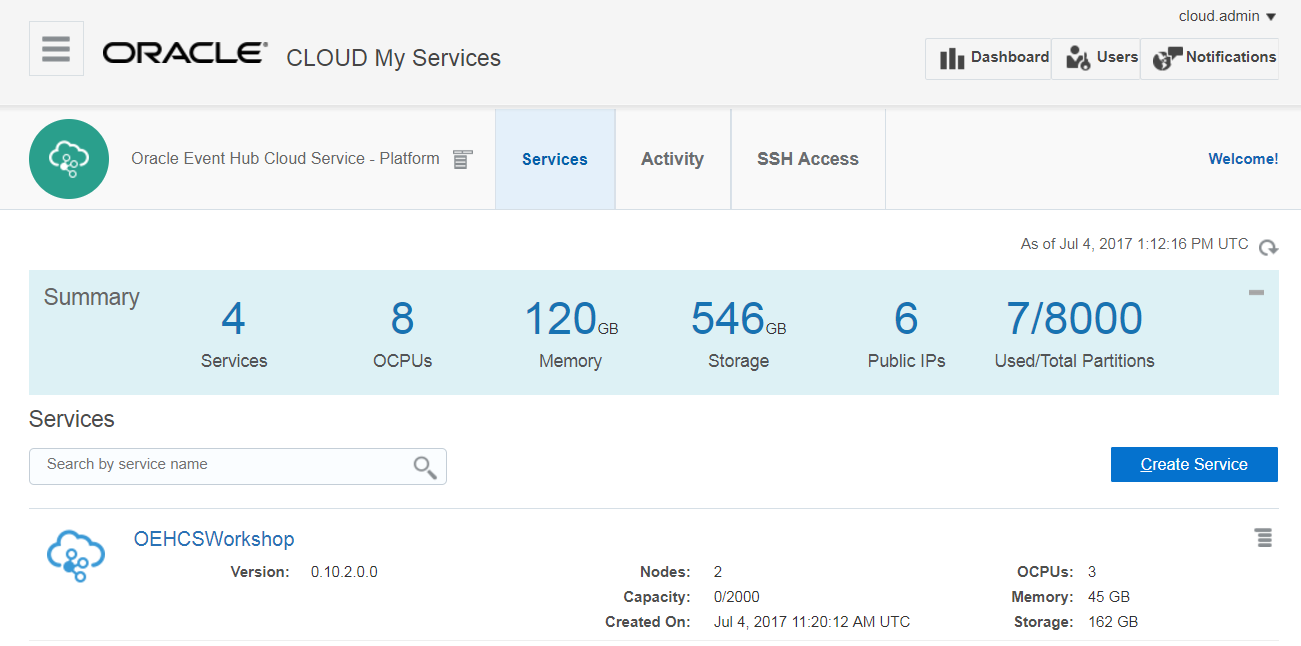 cloud.admin
ORACLE® CLOUD My Services
Dashboard Users Notifications
Oracle Event Hub Cloud Service - Platform Services Activity SSH Access Welcome!
As of Jul 4, 2017 1:12:16 PM UTC
Summary
4 8 120 GB 546 GB 6 7/8000
Services OCPUs Memory Storage Public IPs Used/Total Partitions
Services
Search by service name Create Service
OEHCSWorkshop
Version: 0.10.2.0.0 Nodes: 2 OCPUs: 3
Capacity: 0/2000 Memory: 45 GB
Created On: Jul 4, 2017 11:20:12 AM UTC Storage: 162 GB